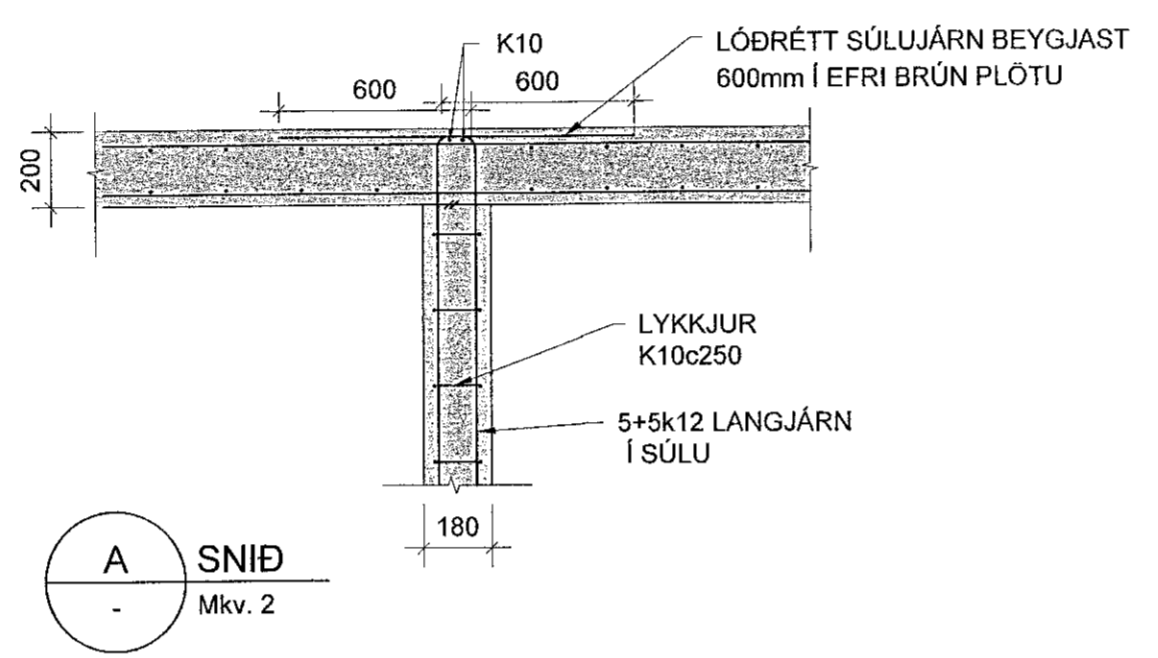 K10
LÓÐRÉTT SÚLUJÁRN BEYGJAST
600mm Í EFRI BRÚN PLÖTU
600
600
200
LYKKJUR
K10c250
5+5k12 LANGJÁRN
Í SÚLU
180
A
SNIÐ
-
Mkv. 2